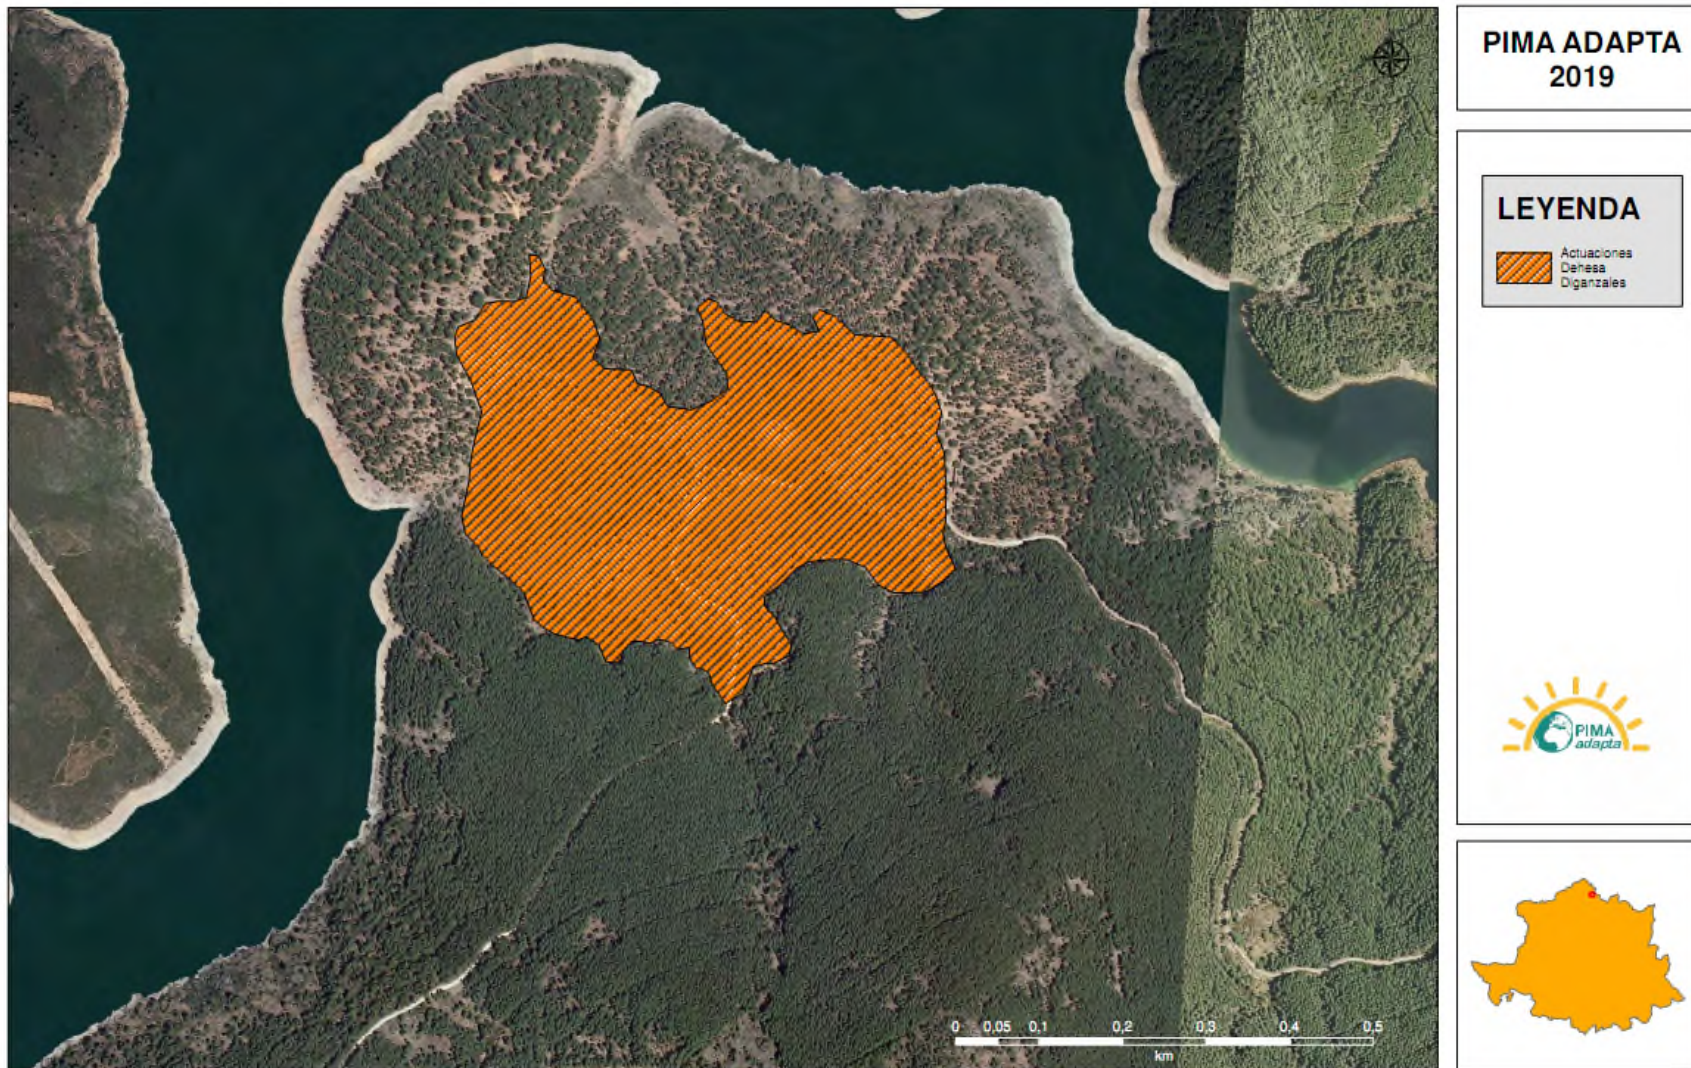 PIMA ADAPTA
2019
LEYENDA
Actuaciones
Dehesa
Diganzales
PIMA
adapta
0 0,05 0,1 0,2 0,3 0,4 0,5
km